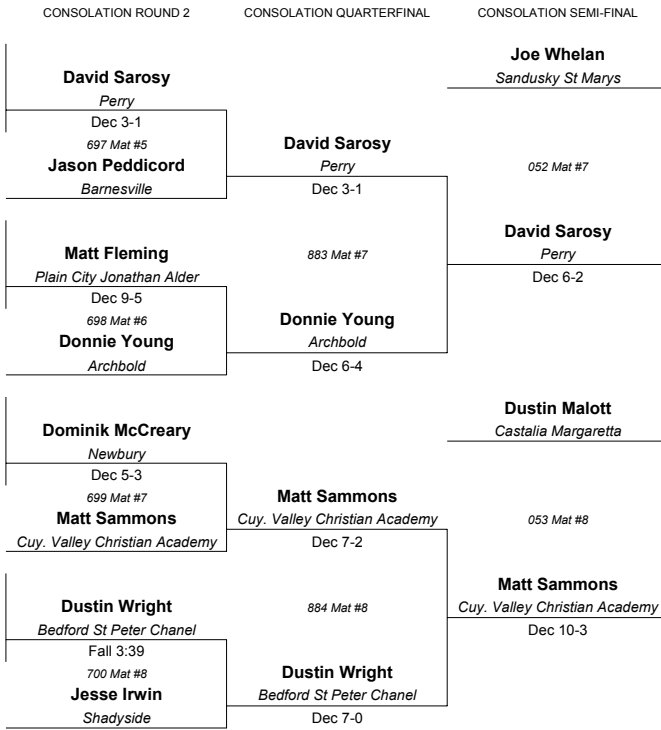 CONSOLATION ROUND 2
CONSOLATION QUARTERFINAL
CONSOLATION SEMI-FINAL
David Sarosy
Perry
Dec 3-1
697 Mat #5
Jason Peddicord
Barnesville
Matt Fleming
Plain City Jonathan Alder
Dec 9-5
698 Mat #6
Donnie Young
Archbold
Dominik McCreary
Newbury
Dec 5-3
699 Mat #7
Matt Sammons
Cuy. Valley Christian Academy
Dustin Wright
Bedford St Peter Chanel
Fall 3:39
700 Mat #8
Jesse Irwin
Shadyside
David Sarosy
Perry
Dec 3-1
883 Mat #7
Donnie Young
Archbold
Dec 6-4
Matt Sammons
Cuy. Valley Christian Academy
Dec 7-2
884 Mat #8
Dustin Wright
Bedford St Peter Chanel
Dec 7-0
Joe Whelan
Sandusky St Marys
052 Mat #7
David Sarosy
Perry
Dec 6-2
Dustin Malott
Castalia Margaretta
053 Mat #8
Matt Sammons
Cuy. Valley Christian Academy
Dec 10-3